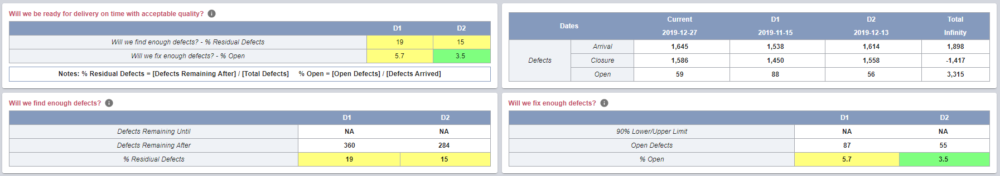 Will we be ready for delivery on time with acceptable quality? i
D1 D2
Will we find enough defects? - % Residual Defects 19 15
Will we fix enough defects? - % Open 5.7 3.5
Notes: % Residual Defects = [Defects Remaining After] / [Total Defects] % Open = [Open Defects] / [Defects Arrived]
Dates Current D1 D2 Total
2019-12-27 2019-11-15 2019-12-13 Infinity
Defects Arrival 1,645 1,538 1,614 1,898
Closure 1,586 1,450 1,558 -1,417
Open 59 88 56 3,315
Will we find enough defects? i
D1 D2
Defects Remaining Until NA NA
Defects Remaining After 360 284
% Residiual Defects 19 15
Will we fix enough defects? i
D1 D2
90% Lower/Upper Limit NA NA
Open Defects 87 55
% Open 5.7 3.5